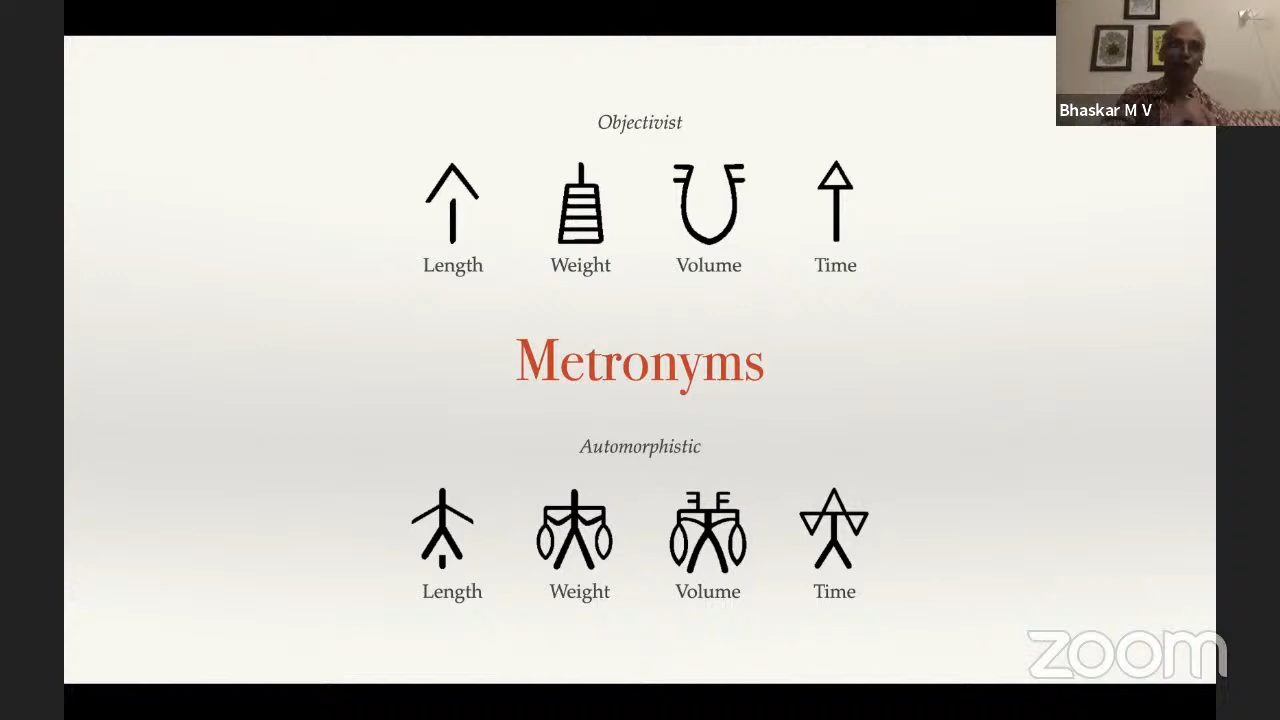 Bhaskar M V
Objectivist
Length Weight Volume Time
Metronyms
Automorphistic
Length Weight Volume Time
zoom